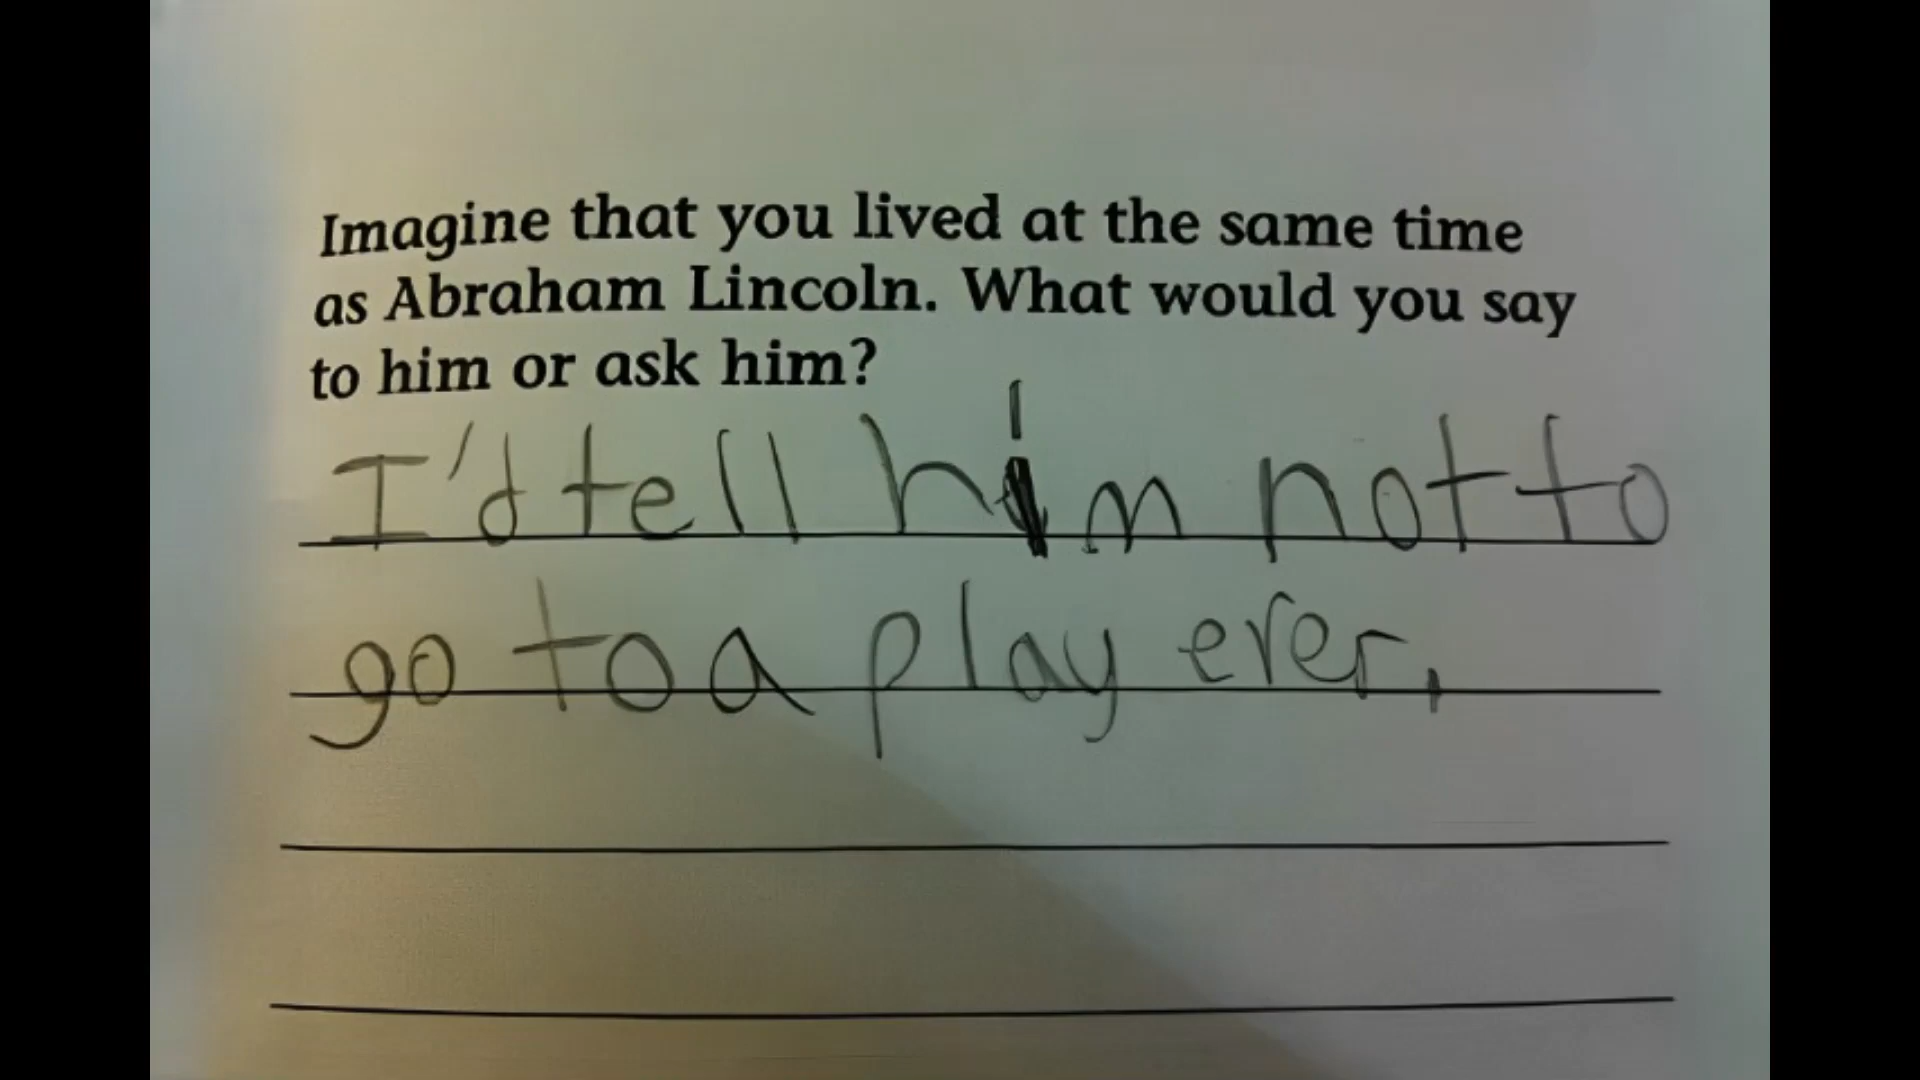 Imagine that you lived at the same time
as Abraham Lincoln. What would you say
to him or ask him?
I'd tell him not to
go to a play ever.